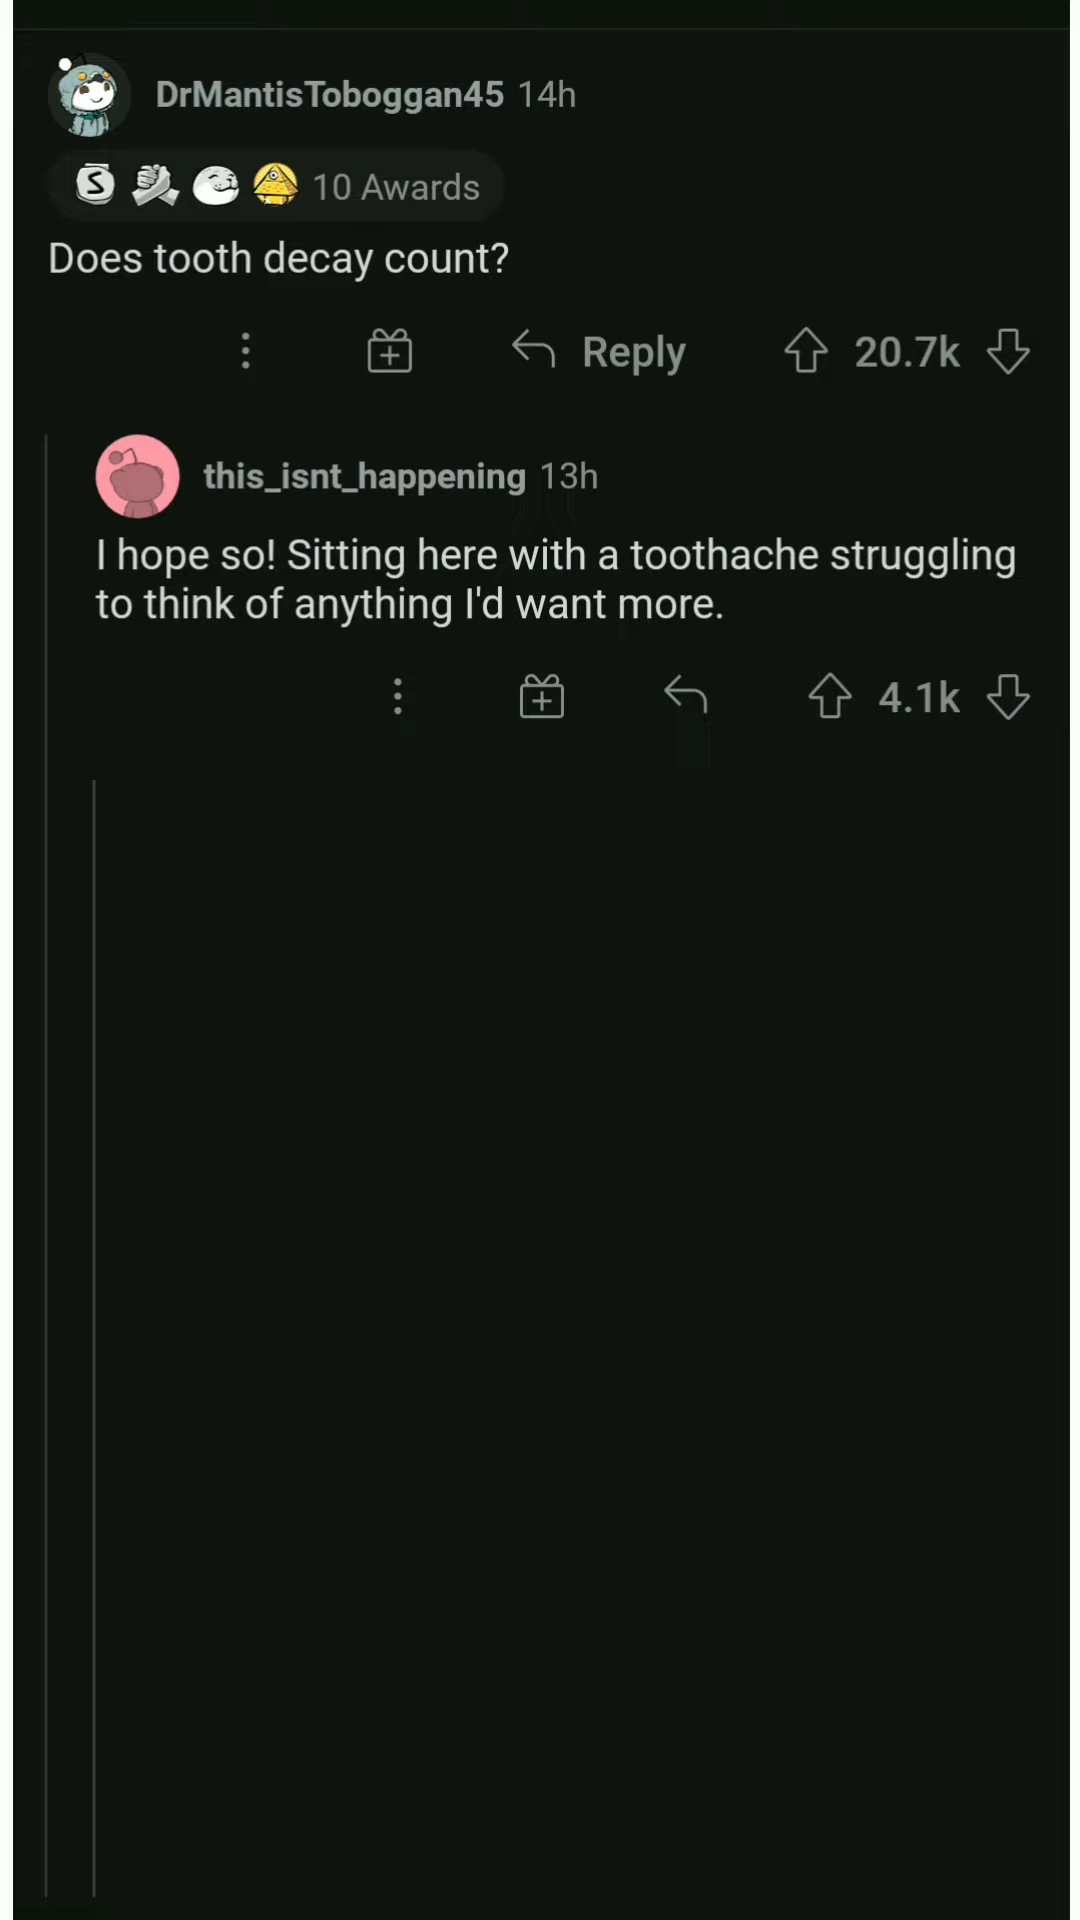 DrMantisToboggan45 14h
10 Awards
Does tooth decay count?
Reply 20.7k
this_isnt_happening 13h
I hope so! Sitting here with a toothache struggling
to think of anything I'd want more.
4.1k